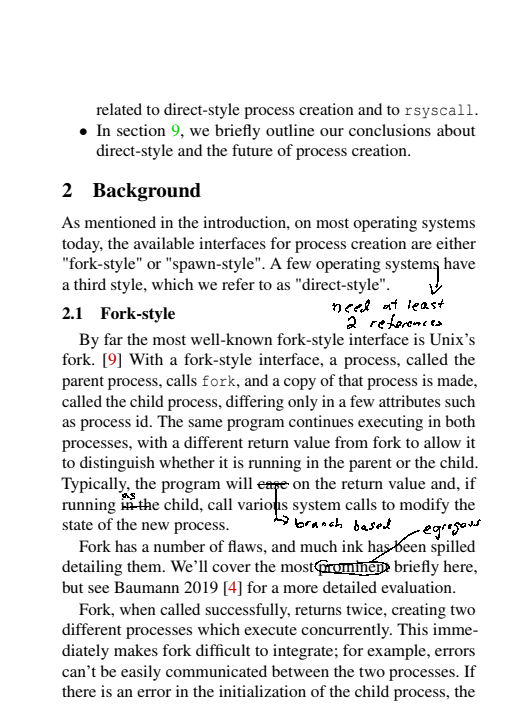 related to direct-style process creation and to rsyscall.
• In section 9, we briefly outline our conclusions about
direct-style and the future of process creation.
2 Background
As mentioned in the introduction, on most operating systems
today, the available interfaces for process creation are either
"fork-style" or "spawn-style". A few operating systems have
a third style, which we refer to as "direct-style".
need at least
2 references
2.1 Fork-style
By far the most well-known fork-style interface is Unix's
fork. [9] With a fork-style interface, a process, called the
parent process, calls fork, and a copy of that process is made,
called the child process, differing only in a few attributes such
as process id. The same program continues executing in both
processes, with a different return value from fork to allow it
to distinguish whether it is running in the parent or the child.
Typically, the program will case on the return value and, if
as
running in the child, call various system calls to modify the
state of the new process.
branch based
egregious
Fork has a number of flaws, and much ink has been spilled
detailing them. We'll cover the most prominent briefly here,
but see Baumann 2019 [4] for a more detailed evaluation.
Fork, when called successfully, returns twice, creating two
different processes which execute concurrently. This imme-
diately makes fork difficult to integrate; for example, errors
can't be easily communicated between the two processes. If
there is an error in the initialization of the child process, the